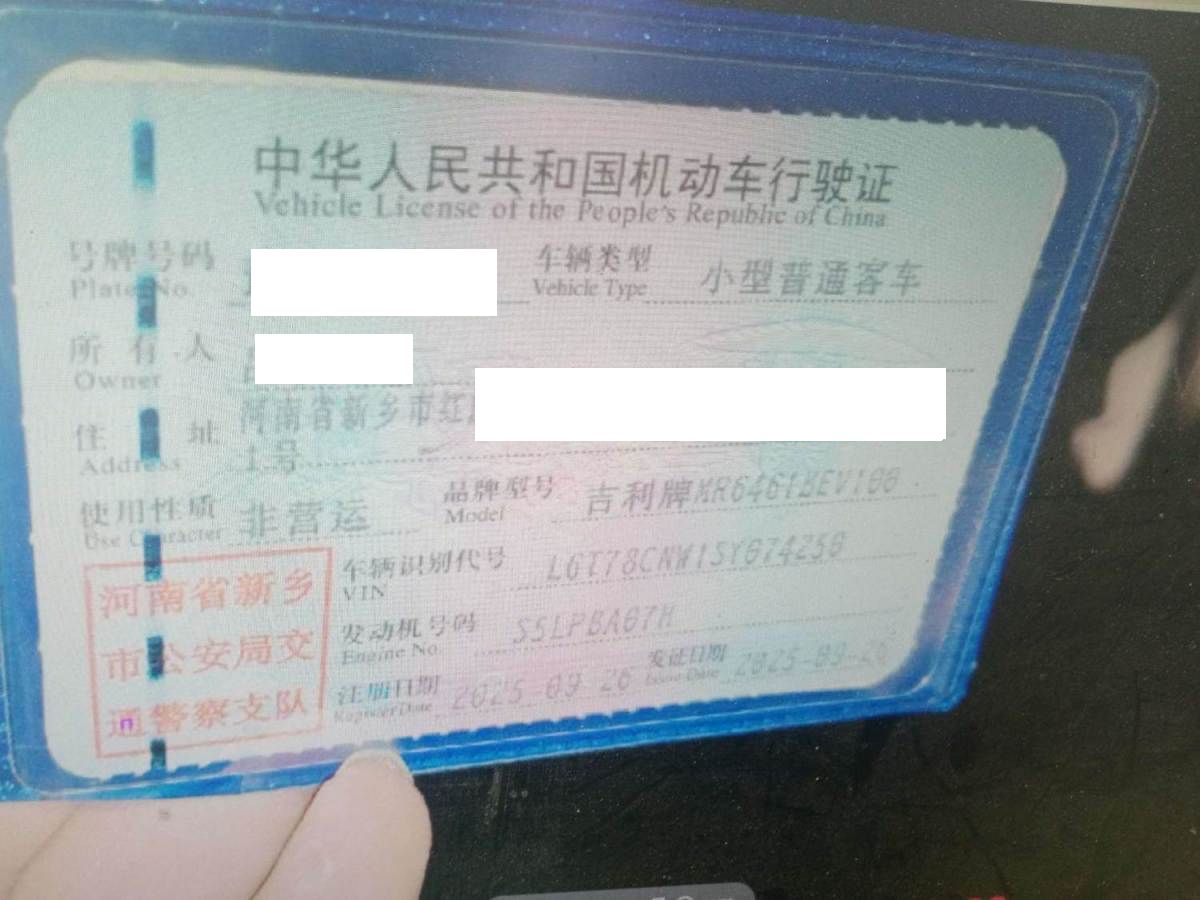 中华人民共和国机动车行驶证
Vehicle License of the People's Republic of China
号牌号码
Plate No.
车辆类型 小型普通客车
Vehicle Type
所有人
Owner
住址 河南省新乡市红
Address 1号
使用性质 非营运
Use Character
品牌型号 吉利牌MR6461BEV108
Model
车辆识别代号
VIN L6T78CNW1SY074250
发动机号码
Engine No. S5LPBA07H
注册日期 2025-09-26
Register Date
发证日期 2025-09-26
Issue Date
河南省新乡
市公安局交
通警察支队